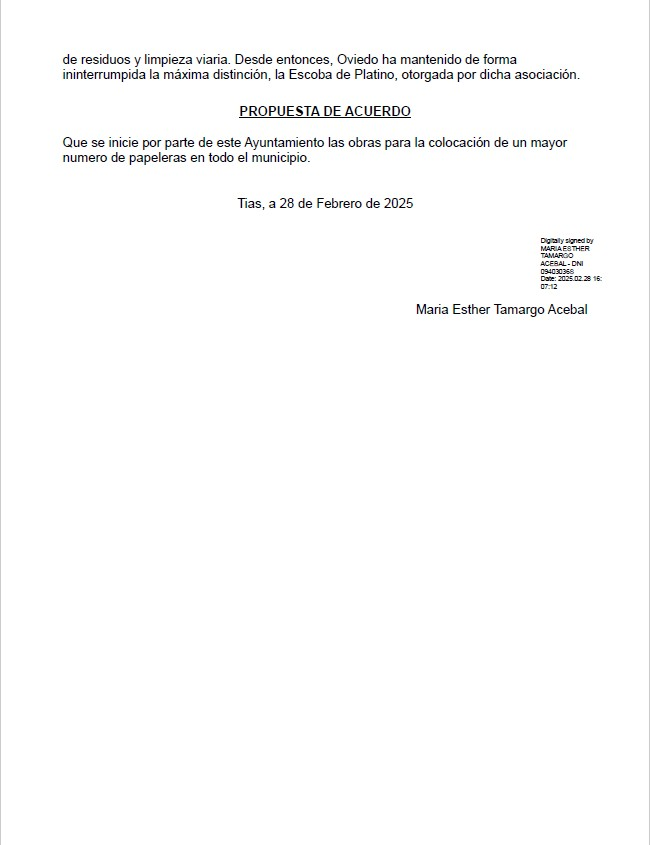 de residuos y limpieza viaria. Desde entonces, Oviedo ha mantenido de forma
ininterrumpida la máxima distinción, la Escoba de Platino, otorgada por dicha asociación.
PROPUESTA DE ACUERDO
Que se inicie por parte de este Ayuntamiento las obras para la colocación de un mayor
numero de papeleras en todo el municipio.
Tias, a 28 de Febrero de 2025
Digitally signed by
MARIA ESTHER
TAMARGO
ACEBAL - DNI
09403036S
Date: 2025.02.28 16:
07:12
Maria Esther Tamargo Acebal